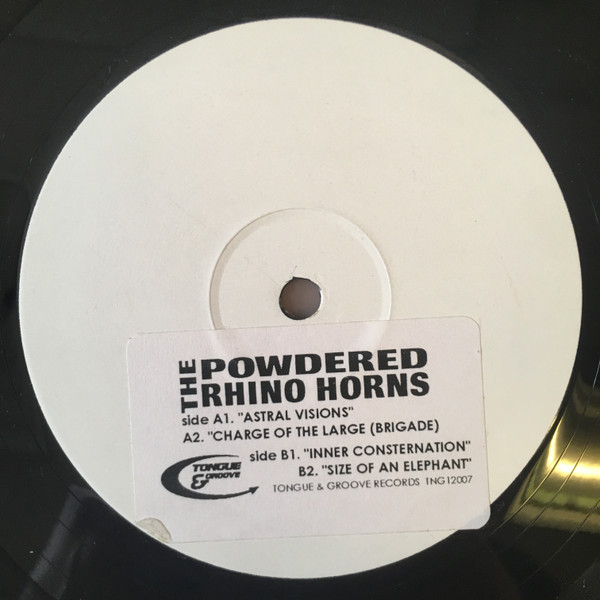 THE POWDERED
RHINO HORNS
side A1. "ASTRAL VISIONS"
A2. "CHARGE OF THE LARGE (BRIGADE)
side B1. "INNER CONSTERNATION"
B2. "SIZE OF AN ELEPHANT"
TONGUE
& GROOVE
TONGUE & GROOVE RECORDS TNG12007